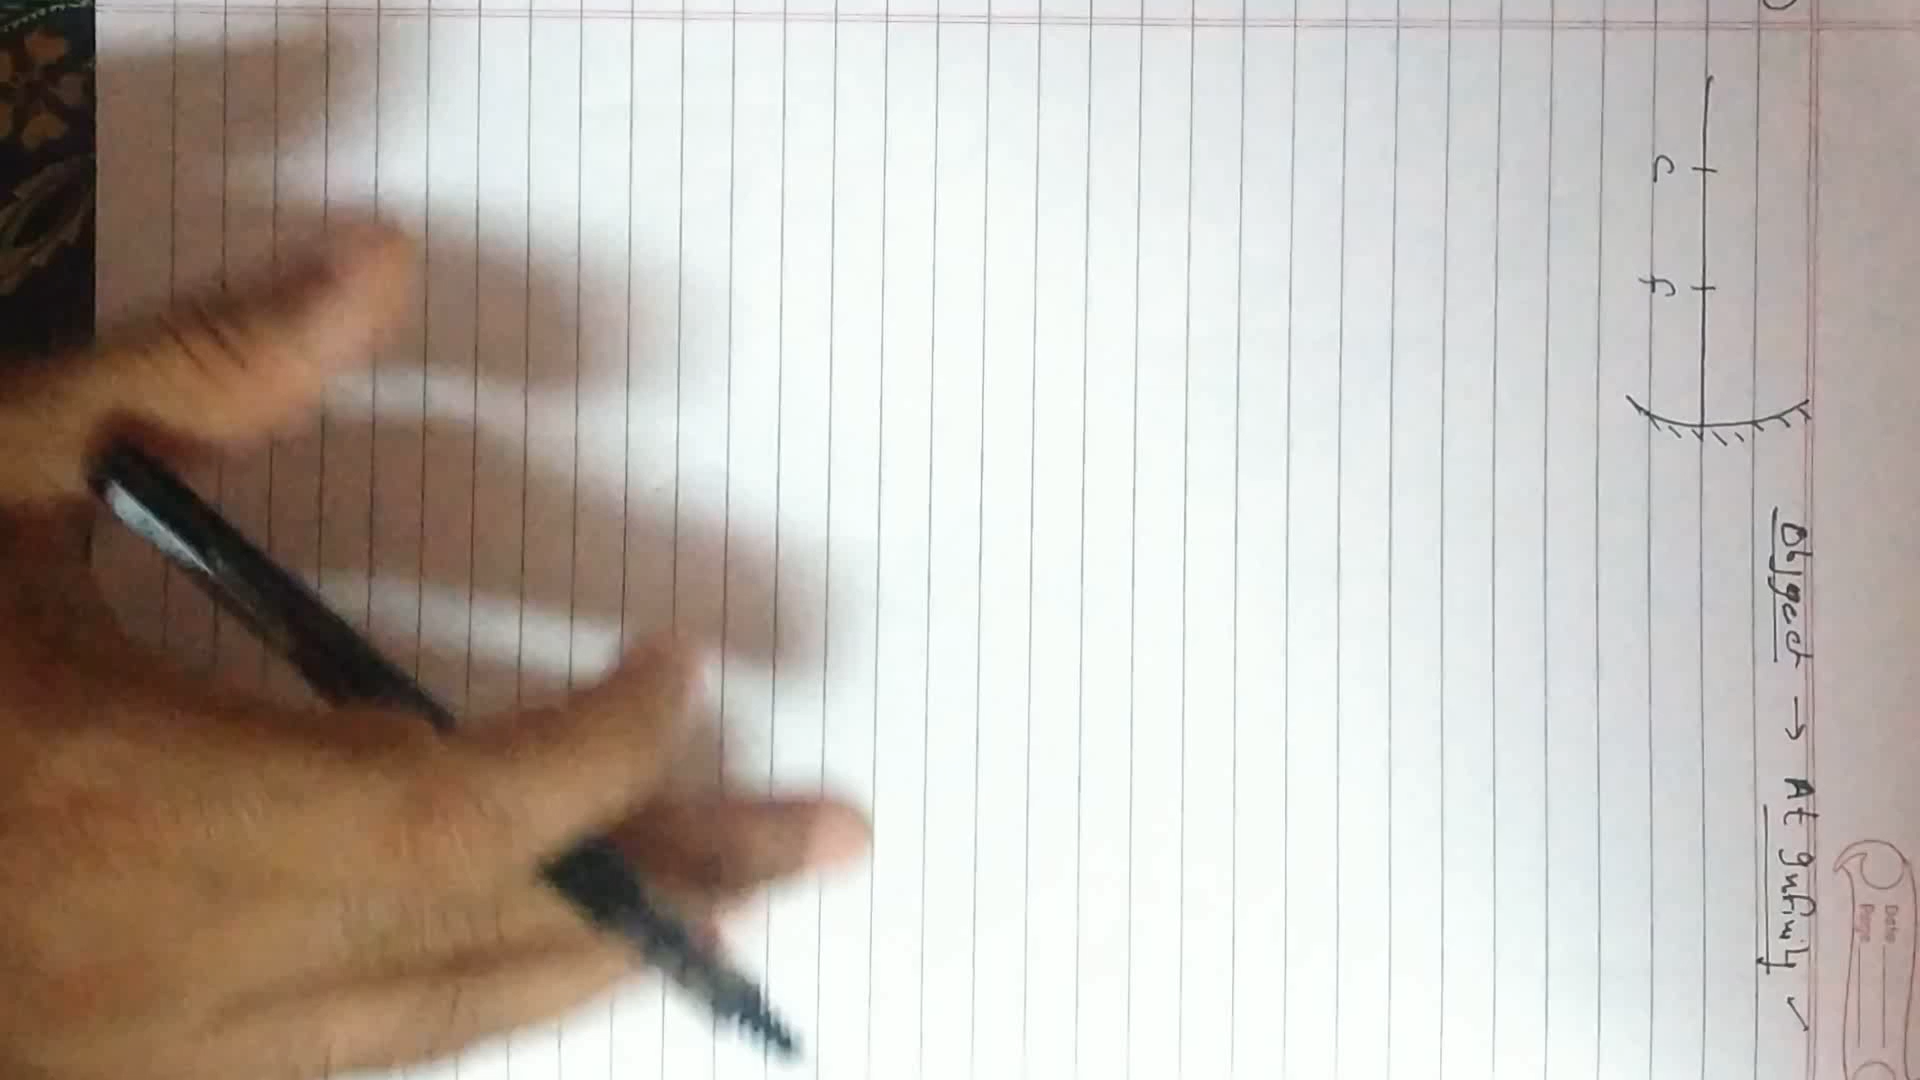 Object → At Infinity ✓
C F
Date
Page